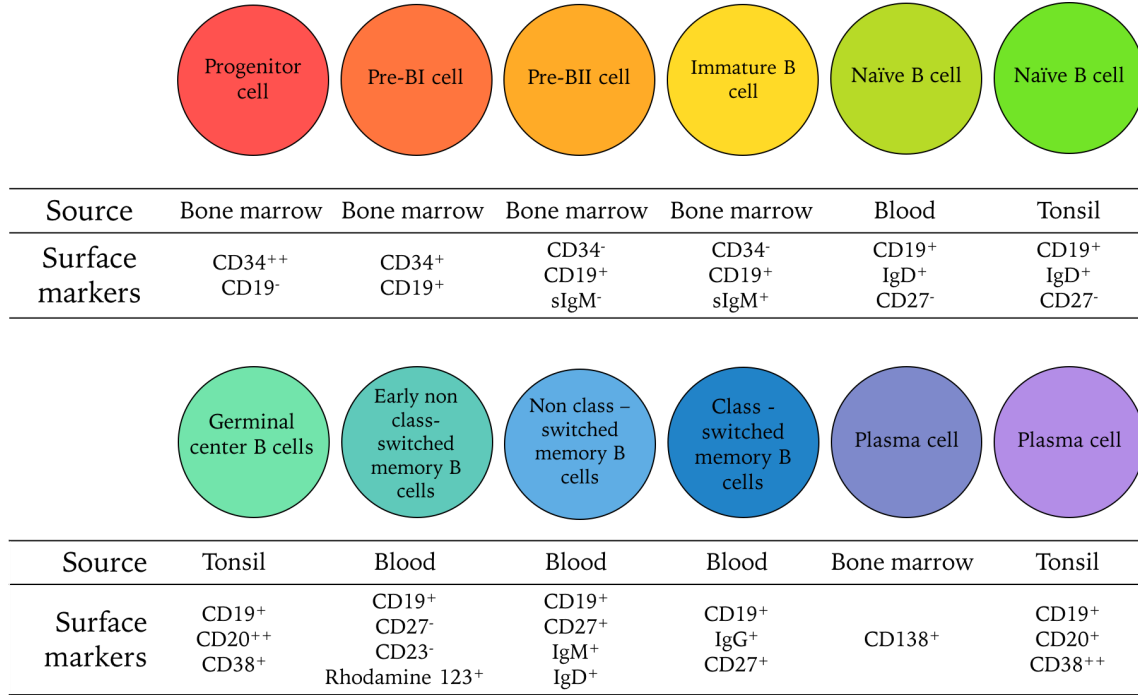 Progenitor
cell
Pre-BI cell
Pre-BII cell
Immature B
cell
Naïve B cell
Naïve B cell
Source
Bone marrow
Bone marrow
Bone marrow
Bone marrow
Blood
Tonsil
Surface
markers
CD34⁺⁺
CD19⁻
CD34⁺
CD19⁺
CD34⁻
CD19⁺
sIgM⁻
CD34⁻
CD19⁺
sIgM⁺
CD19⁺
IgD⁺
CD27⁻
CD19⁺
IgD⁺
CD27⁻
Germinal
center B cells
Early non
class-
switched
memory B
cells
Non class –
switched
memory B
cells
Class -
switched
memory B
cells
Plasma cell
Plasma cell
Source
Tonsil
Blood
Blood
Blood
Bone marrow
Tonsil
Surface
markers
CD19⁺
CD20⁺⁺
CD38⁺
CD19⁺
CD27⁻
CD23⁻
Rhodamine 123⁺
CD19⁺
CD27⁺
IgM⁺
IgD⁺
CD19⁺
IgG⁺
CD27⁺
CD138⁺
CD19⁺
CD20⁺
CD38⁺⁺